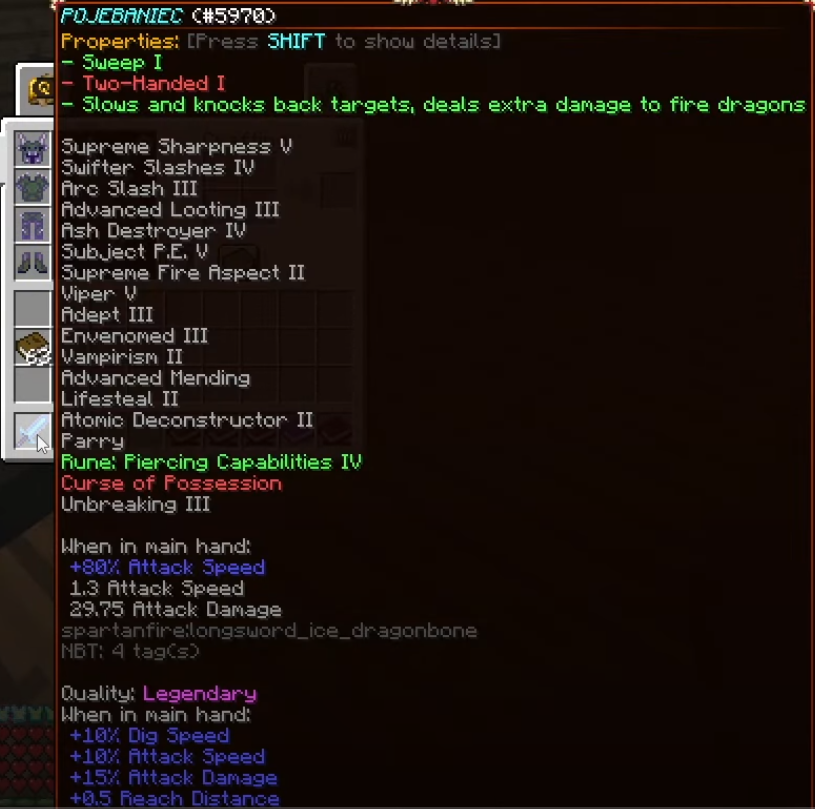 POJEBANIEC (#5970)
Properties: [Press SHIFT to show details]
- Sweep I
- Two-Handed I
- Slows and knocks back targets, deals extra damage to fire dragons
Supreme Sharpness V
Swifter Slashes IV
Arc Slash III
Advanced Looting III
Ash Destroyer IV
Subject P.E. V
Supreme Fire Aspect II
Viper V
Adept III
Envenomed III
Vampirism II
Advanced Mending
Lifesteal II
Atomic Deconstructor II
Parry
Rune: Piercing Capabilities IV
Curse of Possession
Unbreaking III
When in main hand:
+80% Attack Speed
1.3 Attack Speed
29.75 Attack Damage
spartanfire:longsword_ice_dragonbone
NBT: 4 tag(s)
Quality: Legendary
When in main hand:
+10% Dig Speed
+10% Attack Speed
+15% Attack Damage
+0.5 Reach Distance
63